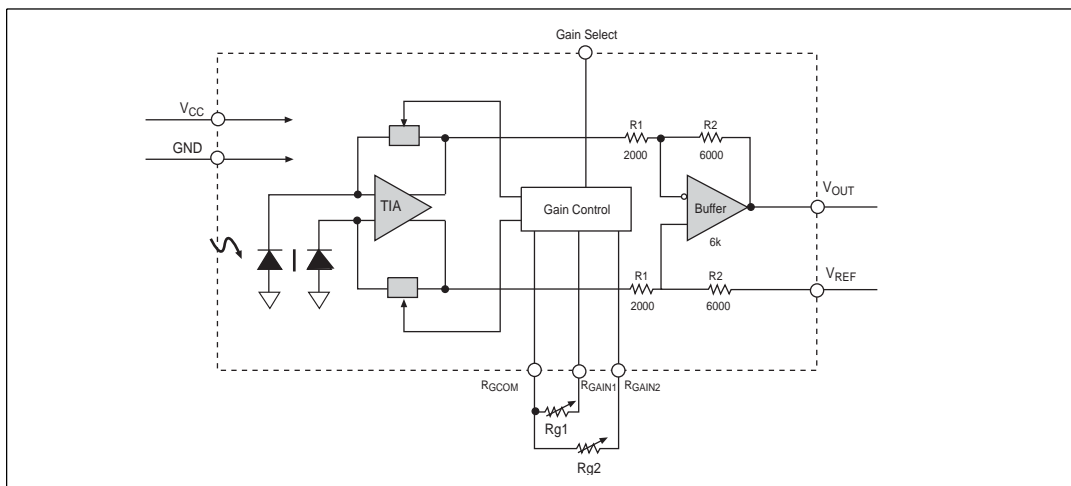 Gain Select
VCC
GND
R1
2000
R2
6000
TIA
Gain Control
Buffer
6k
VOUT
R1
2000
R2
6000
VREF
RGCOM
RGAIN1
RGAIN2
Rg1
Rg2